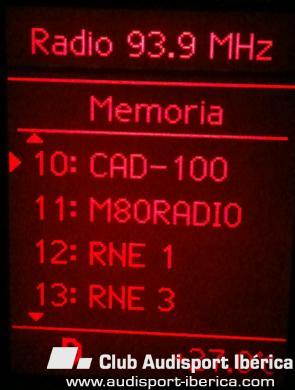 Radio 93.9 MHz
Memoria
10: CAD-100
11: M80RADIO
12: RNE 1
13: RNE 3
Club Audisport Ibérica
www.audisport-iberica.com